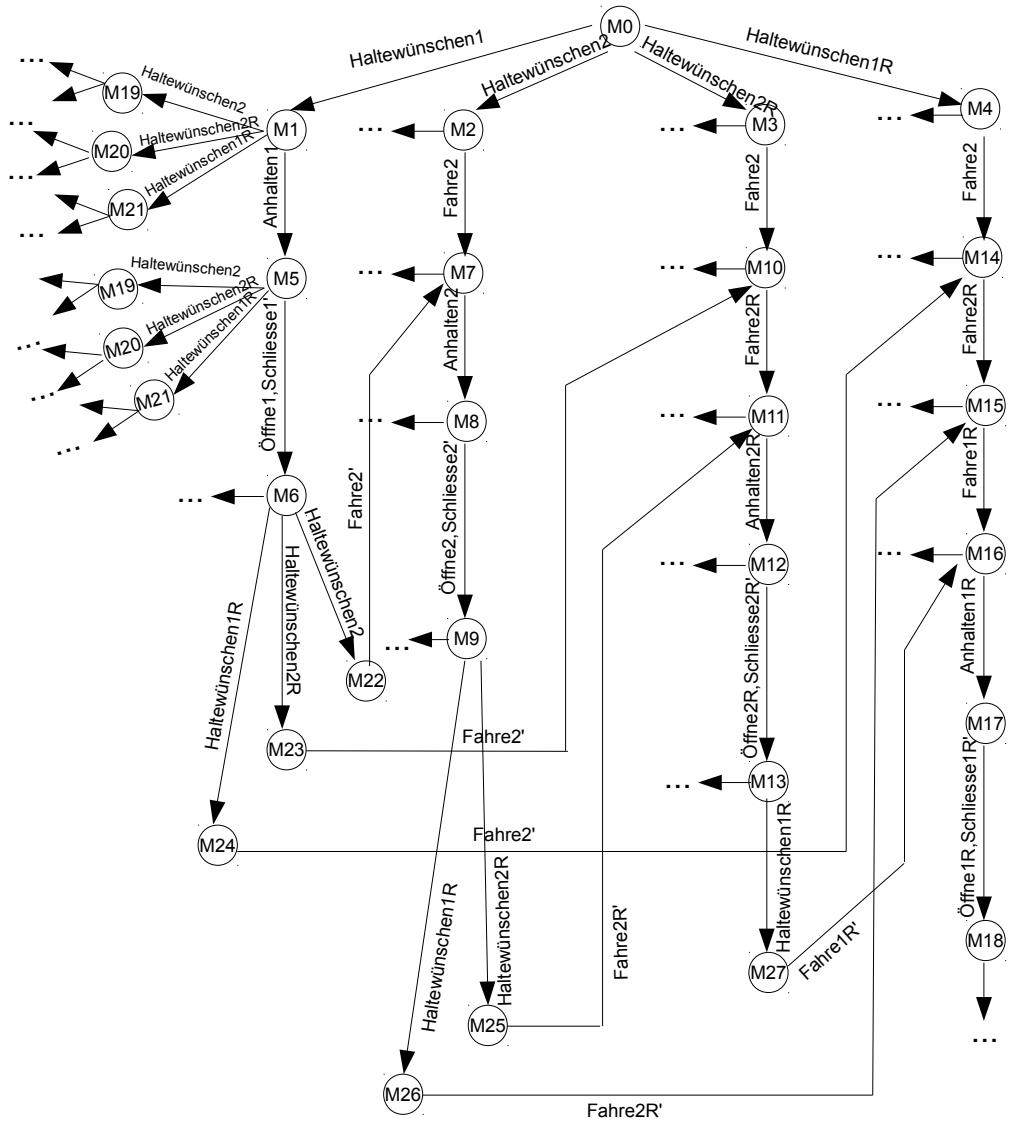 M0
Haltewünschen1
Haltewünschen2
Haltewünschen2R
Haltewünschen1R
...
M19
Haltewünschen2
...
M20
Haltewünschen2R
M1
...
M2
...
M3
...
M4
...
Haltewünschen1R
M21
...
Anhalten1
Fahre2
Fahre2
Fahre2
M19
Haltewünschen2
M5
...
M7
...
M10
...
M14
...
M20
Haltewünschen2R
...
M21
Haltewünschen1R
...
Öffne1,Schliesse1'
Anhalten2
Fahre2R
Fahre2R
...
M8
...
M11
...
M15
...
M6
Fahre2'
Öffne2,Schliesse2'
Anhalten2R
Fahre1R
Haltewünschen1R
Haltewünschen2R
Haltewünschen2
M22
...
M9
...
M12
...
M16
Öffne2R,Schliesse2R'
Anhalten1R
M17
M23
Fahre2'
...
M13
Öffne1R,Schliesse1R'
M24
Fahre2'
Haltewünschen1R
Haltewünschen2R
Fahre2R'
Haltewünschen1R
M27
Fahre1R'
M18
...
M25
M26
Fahre2R'